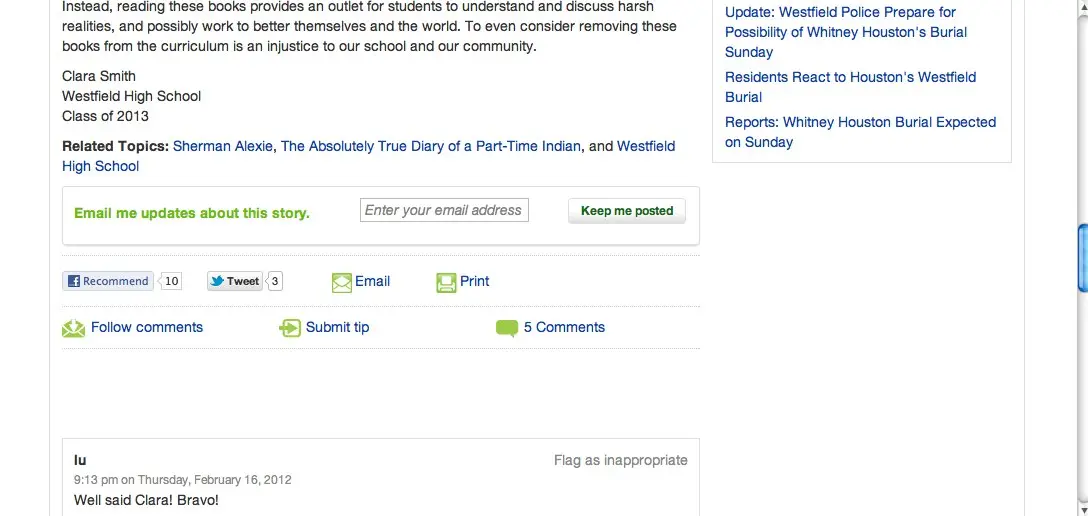 Instead, reading these books provides an outlet for students to understand and discuss harsh
realities, and possibly work to better themselves and the world. To even consider removing these
books from the curriculum is an injustice to our school and our community.
Clara Smith
Westfield High School
Class of 2013
Related Topics: Sherman Alexie, The Absolutely True Diary of a Part-Time Indian, and Westfield
High School
Email me updates about this story.
Enter your email address
Keep me posted
Recommend 10
Tweet 3
Email
Print
Follow comments
Submit tip
5 Comments
lu
Flag as inappropriate
9:13 pm on Thursday, February 16, 2012
Well said Clara! Bravo!
Update: Westfield Police Prepare for
Possibility of Whitney Houston's Burial
Sunday
Residents React to Houston's Westfield
Burial
Reports: Whitney Houston Burial Expected
on Sunday